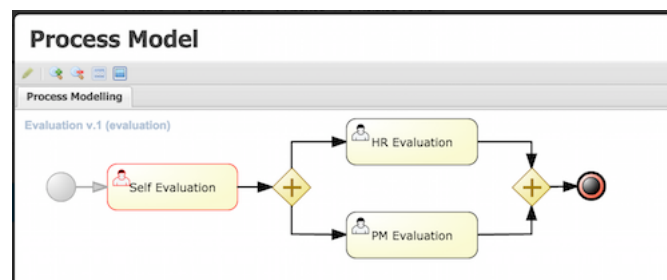 Process Model
Process Modelling
Evaluation v.1 (evaluation)
HR Evaluation
Self Evaluation
PM Evaluation